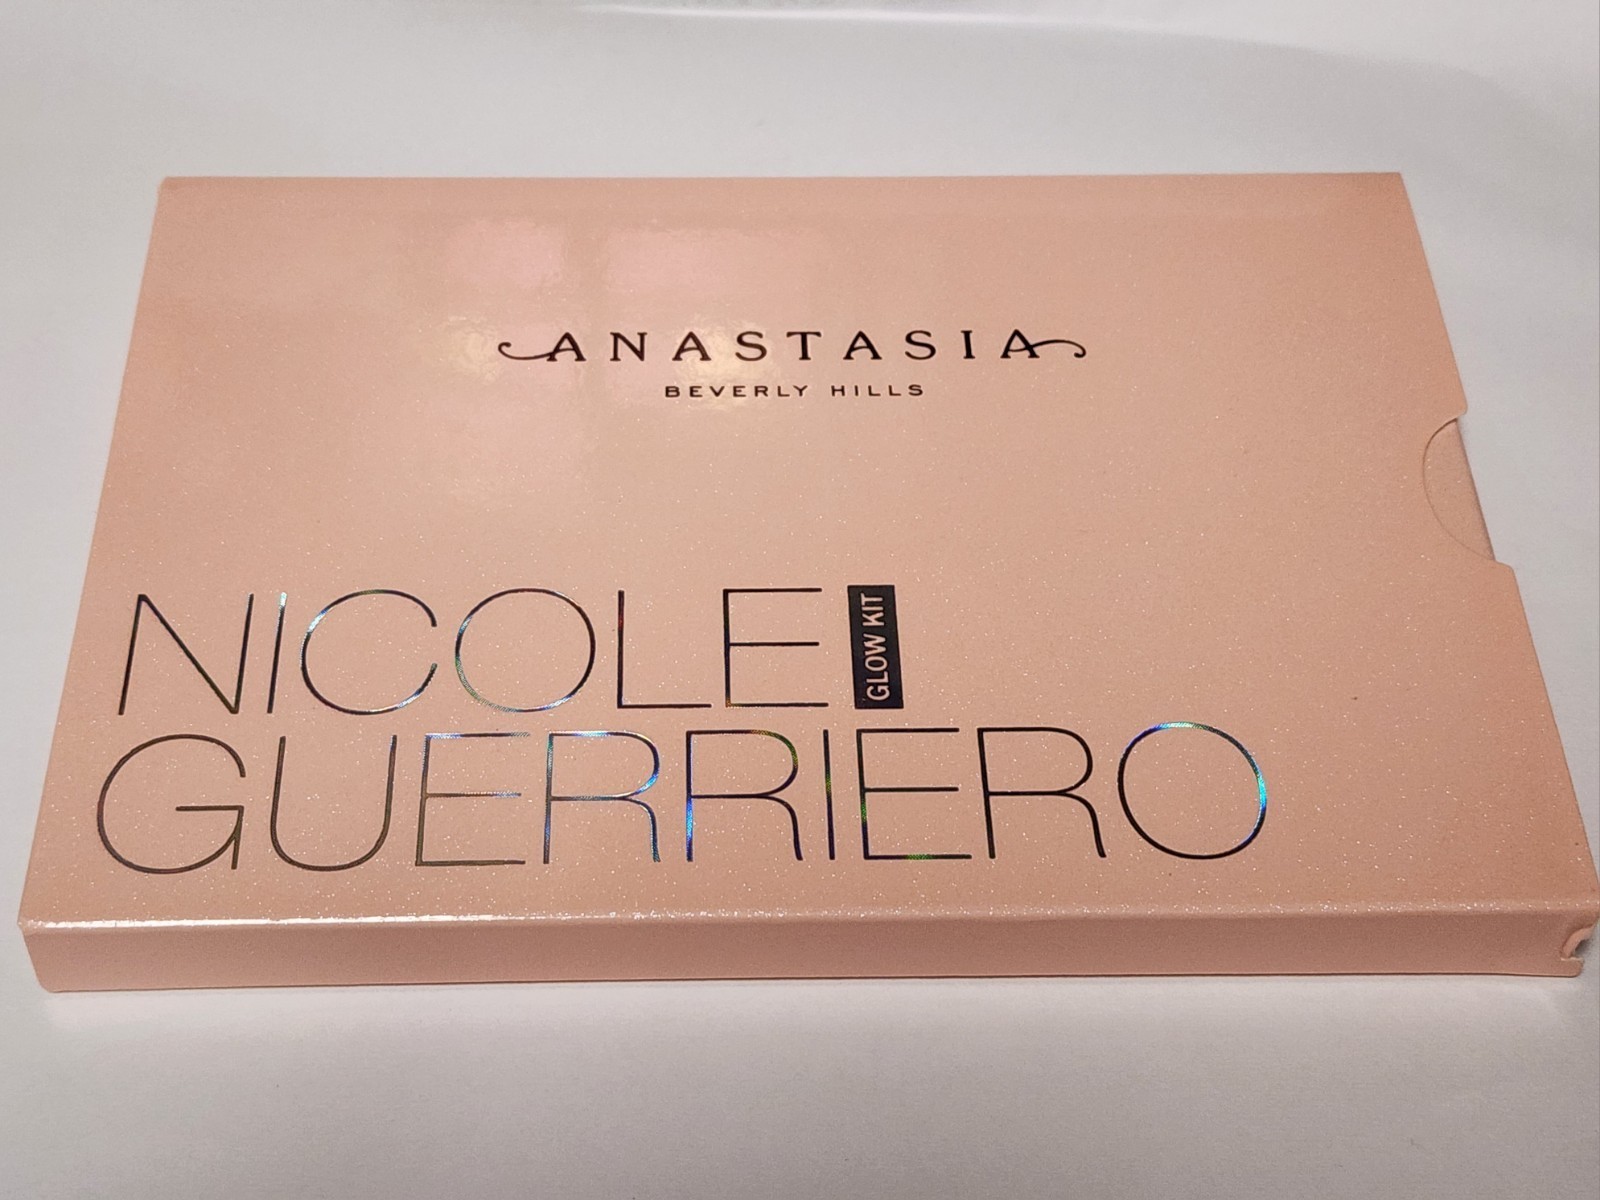 ANASTASIA
BEVERLY HILLS
NICOLE
GLOW KIT
GUERRIERO